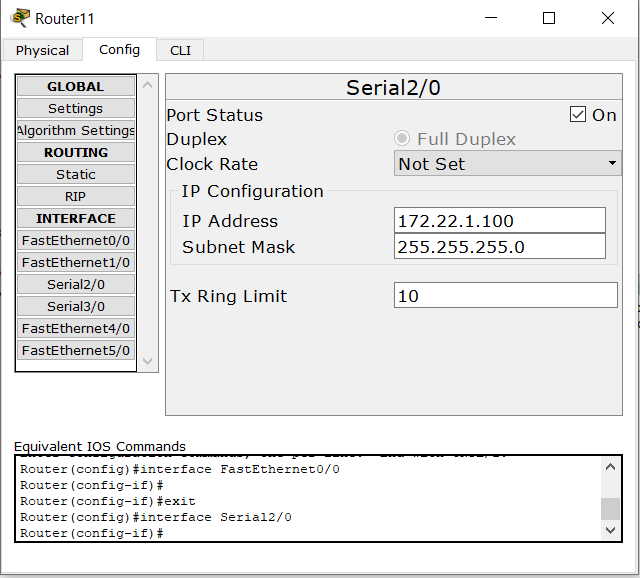 Router11
Physical Config CLI
GLOBAL
Settings
Algorithm Settings
ROUTING
Static
RIP
INTERFACE
FastEthernet0/0
FastEthernet1/0
Serial2/0
Serial3/0
FastEthernet4/0
FastEthernet5/0
Serial2/0
Port Status On
Duplex Full Duplex
Clock Rate Not Set
IP Configuration
IP Address 172.22.1.100
Subnet Mask 255.255.255.0
Tx Ring Limit 10
Equivalent IOS Commands
Router(config)#interface FastEthernet0/0
Router(config-if)#
Router(config-if)#exit
Router(config)#interface Serial2/0
Router(config-if)#